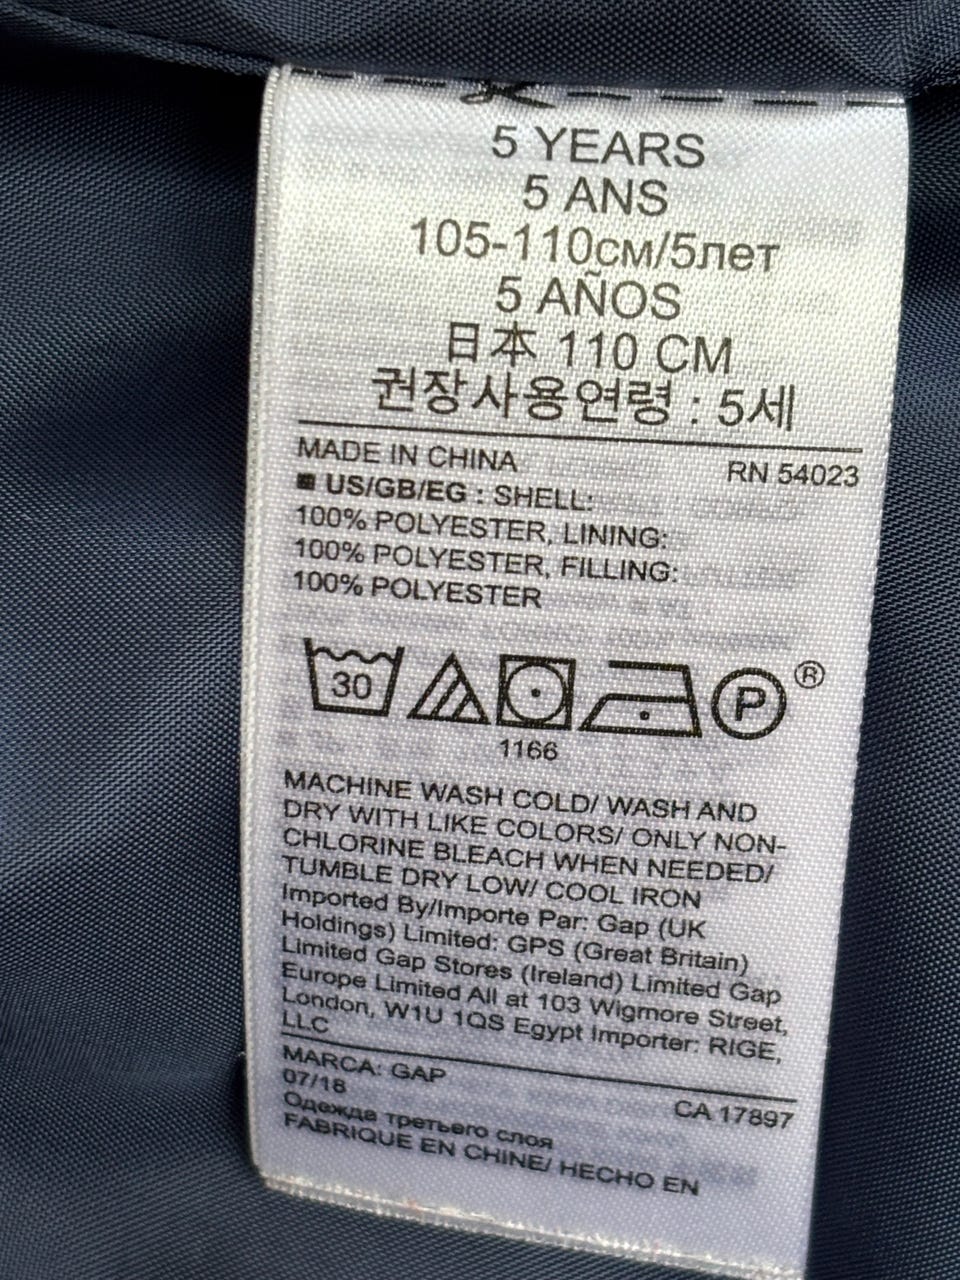 5 YEARS
5 ANS
105-110см/5лет
5 AÑOS
日本 110 CM
권장사용연령 : 5세
MADE IN CHINA
RN 54023
US/GB/EG : SHELL:
100% POLYESTER, LINING:
100% POLYESTER, FILLING:
100% POLYESTER
30
P
®
1166
MACHINE WASH COLD/ WASH AND
DRY WITH LIKE COLORS/ ONLY NON-
CHLORINE BLEACH WHEN NEEDED/
TUMBLE DRY LOW/ COOL IRON
Imported By/Importe Par: Gap (UK
Holdings) Limited: GPS (Great Britain)
Limited Gap Stores (Ireland) Limited Gap
Europe Limited All at 103 Wigmore Street,
London, W1U 1QS Egypt Importer: RIGE,
LLC
MARCA: GAP
07/18
CA 17897
Одежда третьего слоя
FABRIQUE EN CHINE/ HECHO EN